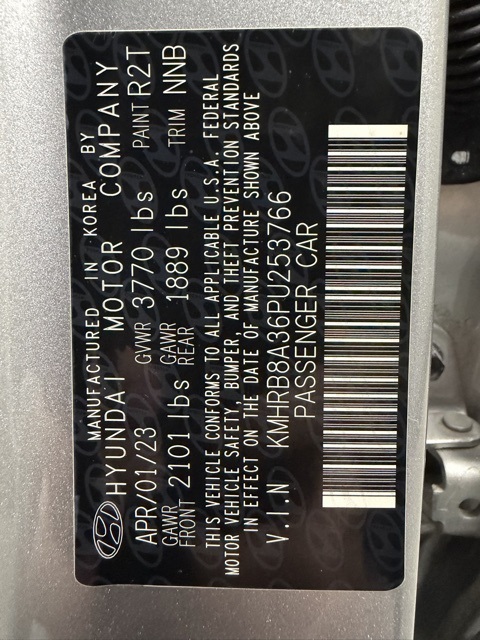 MANUFACTURED IN KOREA BY
HYUNDAI MOTOR COMPANY
APR/01/23 GVWR 3770 lbs PAINT R2T
GAWR FRONT 2101 lbs GAWR REAR 1889 lbs TRIM NNB
THIS VEHICLE CONFORMS TO ALL APPLICABLE U.S.A. FEDERAL
MOTOR VEHICLE SAFETY, BUMPER, AND THEFT PREVENTION STANDARDS
IN EFFECT ON THE DATE OF MANUFACTURE SHOWN ABOVE
V.I.N KMHRB8A36PU253766
PASSENGER CAR